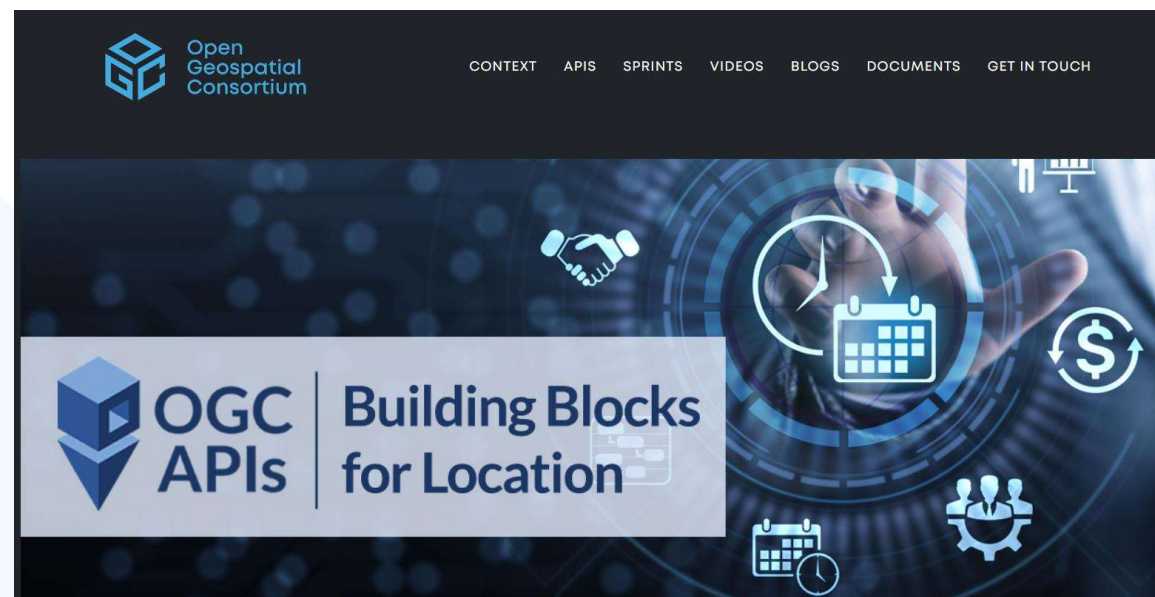 Open
Geospatial
Consortium
CONTEXT APIS SPRINTS VIDEOS BLOGS DOCUMENTS GET IN TOUCH
OGC
APIs
Building Blocks
for Location